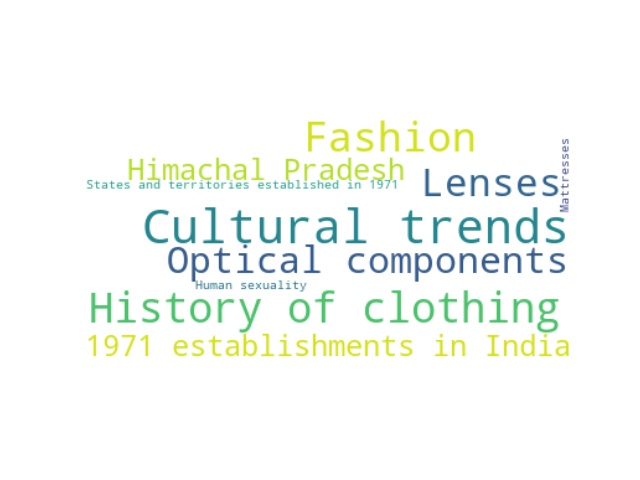 Fashion
Himachal Pradesh
States and territories established in 1971
Lenses
Mattresses
Cultural trends
Optical components
Human sexuality
History of clothing
1971 establishments in India